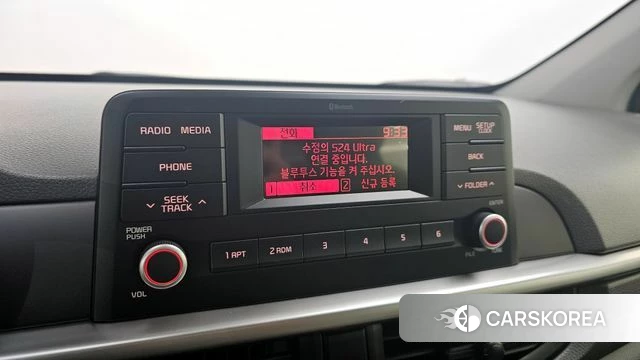 Bluetooth
RADIO MEDIA
PHONE
SEEK
TRACK
POWER
PUSH
VOL
전화 9:33
수정의 S24 Ultra
연결 중입니다.
블루투스 기능을 켜 주십시오.
1 취소 2 신규 등록
MENU SETUP
CLOCK
BACK
FOLDER
ENTER
FILE TUNE
1 RPT 2 RDM 3 4 5 6
CARSKOREA